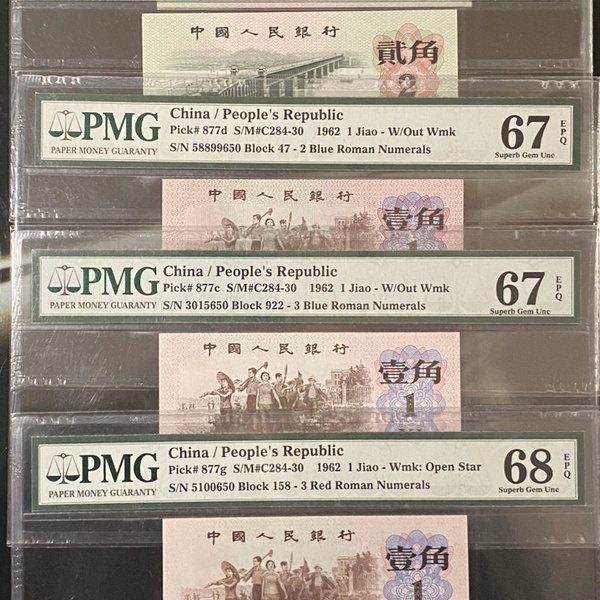 中國人民銀行
貳角
2
PMG
PAPER MONEY GUARANTY
China / People's Republic
Pick# 877d S/M#C284-30 1962 1 Jiao - W/Out Wmk
S/N 58899650 Block 47 - 2 Blue Roman Numerals
67 EPQ
Superb Gem Unc
中國人民銀行
壹角
1
PMG
PAPER MONEY GUARANTY
China / People's Republic
Pick# 877c S/M#C284-30 1962 1 Jiao - W/Out Wmk
S/N 3015650 Block 922 - 3 Blue Roman Numerals
67 EPQ
Superb Gem Unc
中國人民銀行
壹角
1
PMG
PAPER MONEY GUARANTY
China / People's Republic
Pick# 877g S/M#C284-30 1962 1 Jiao - Wmk: Open Star
S/N 5100650 Block 158 - 3 Red Roman Numerals
68 EPQ
Superb Gem Unc
中國人民銀行
壹角
1